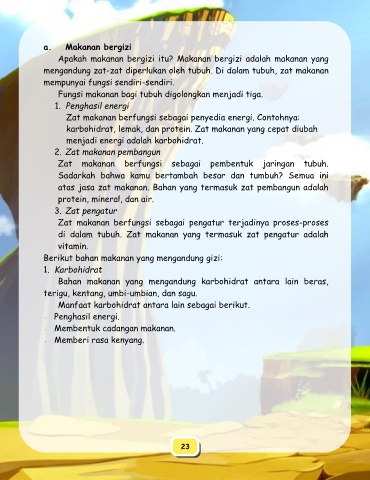 a. Makanan bergizi
Apakah makanan bergizi itu? Makanan bergizi adalah makanan yang
mengandung zat-zat diperlukan oleh tubuh. Di dalam tubuh, zat makanan
mempunyai fungsi sendiri-sendiri.
Fungsi makanan bagi tubuh digolongkan menjadi tiga.
1. Penghasil energi
Zat makanan berfungsi sebagai penyedia energi. Contohnya:
karbohidrat, lemak, dan protein. Zat makanan yang cepat diubah
menjadi energi adalah karbohidrat.
2. Zat makanan pembangun
Zat makanan berfungsi sebagai pembentuk jaringan tubuh.
Sadarkah bahwa kamu bertambah besar dan tumbuh? Semua ini
atas jasa zat makanan. Bahan yang termasuk zat pembangun adalah
protein, mineral, dan air.
3. Zat pengatur
Zat makanan berfungsi sebagai pengatur terjadinya proses-proses
di dalam tubuh. Zat makanan yang termasuk zat pengatur adalah
vitamin.
Berikut bahan makanan yang mengandung gizi:
1. Karbohidrat
Bahan makanan yang mengandung karbohidrat antara lain beras,
terigu, kentang, umbi-umbian, dan sagu.
Manfaat karbohidrat antara lain sebagai berikut.
- Penghasil energi.
- Membentuk cadangan makanan.
- Memberi rasa kenyang.
23